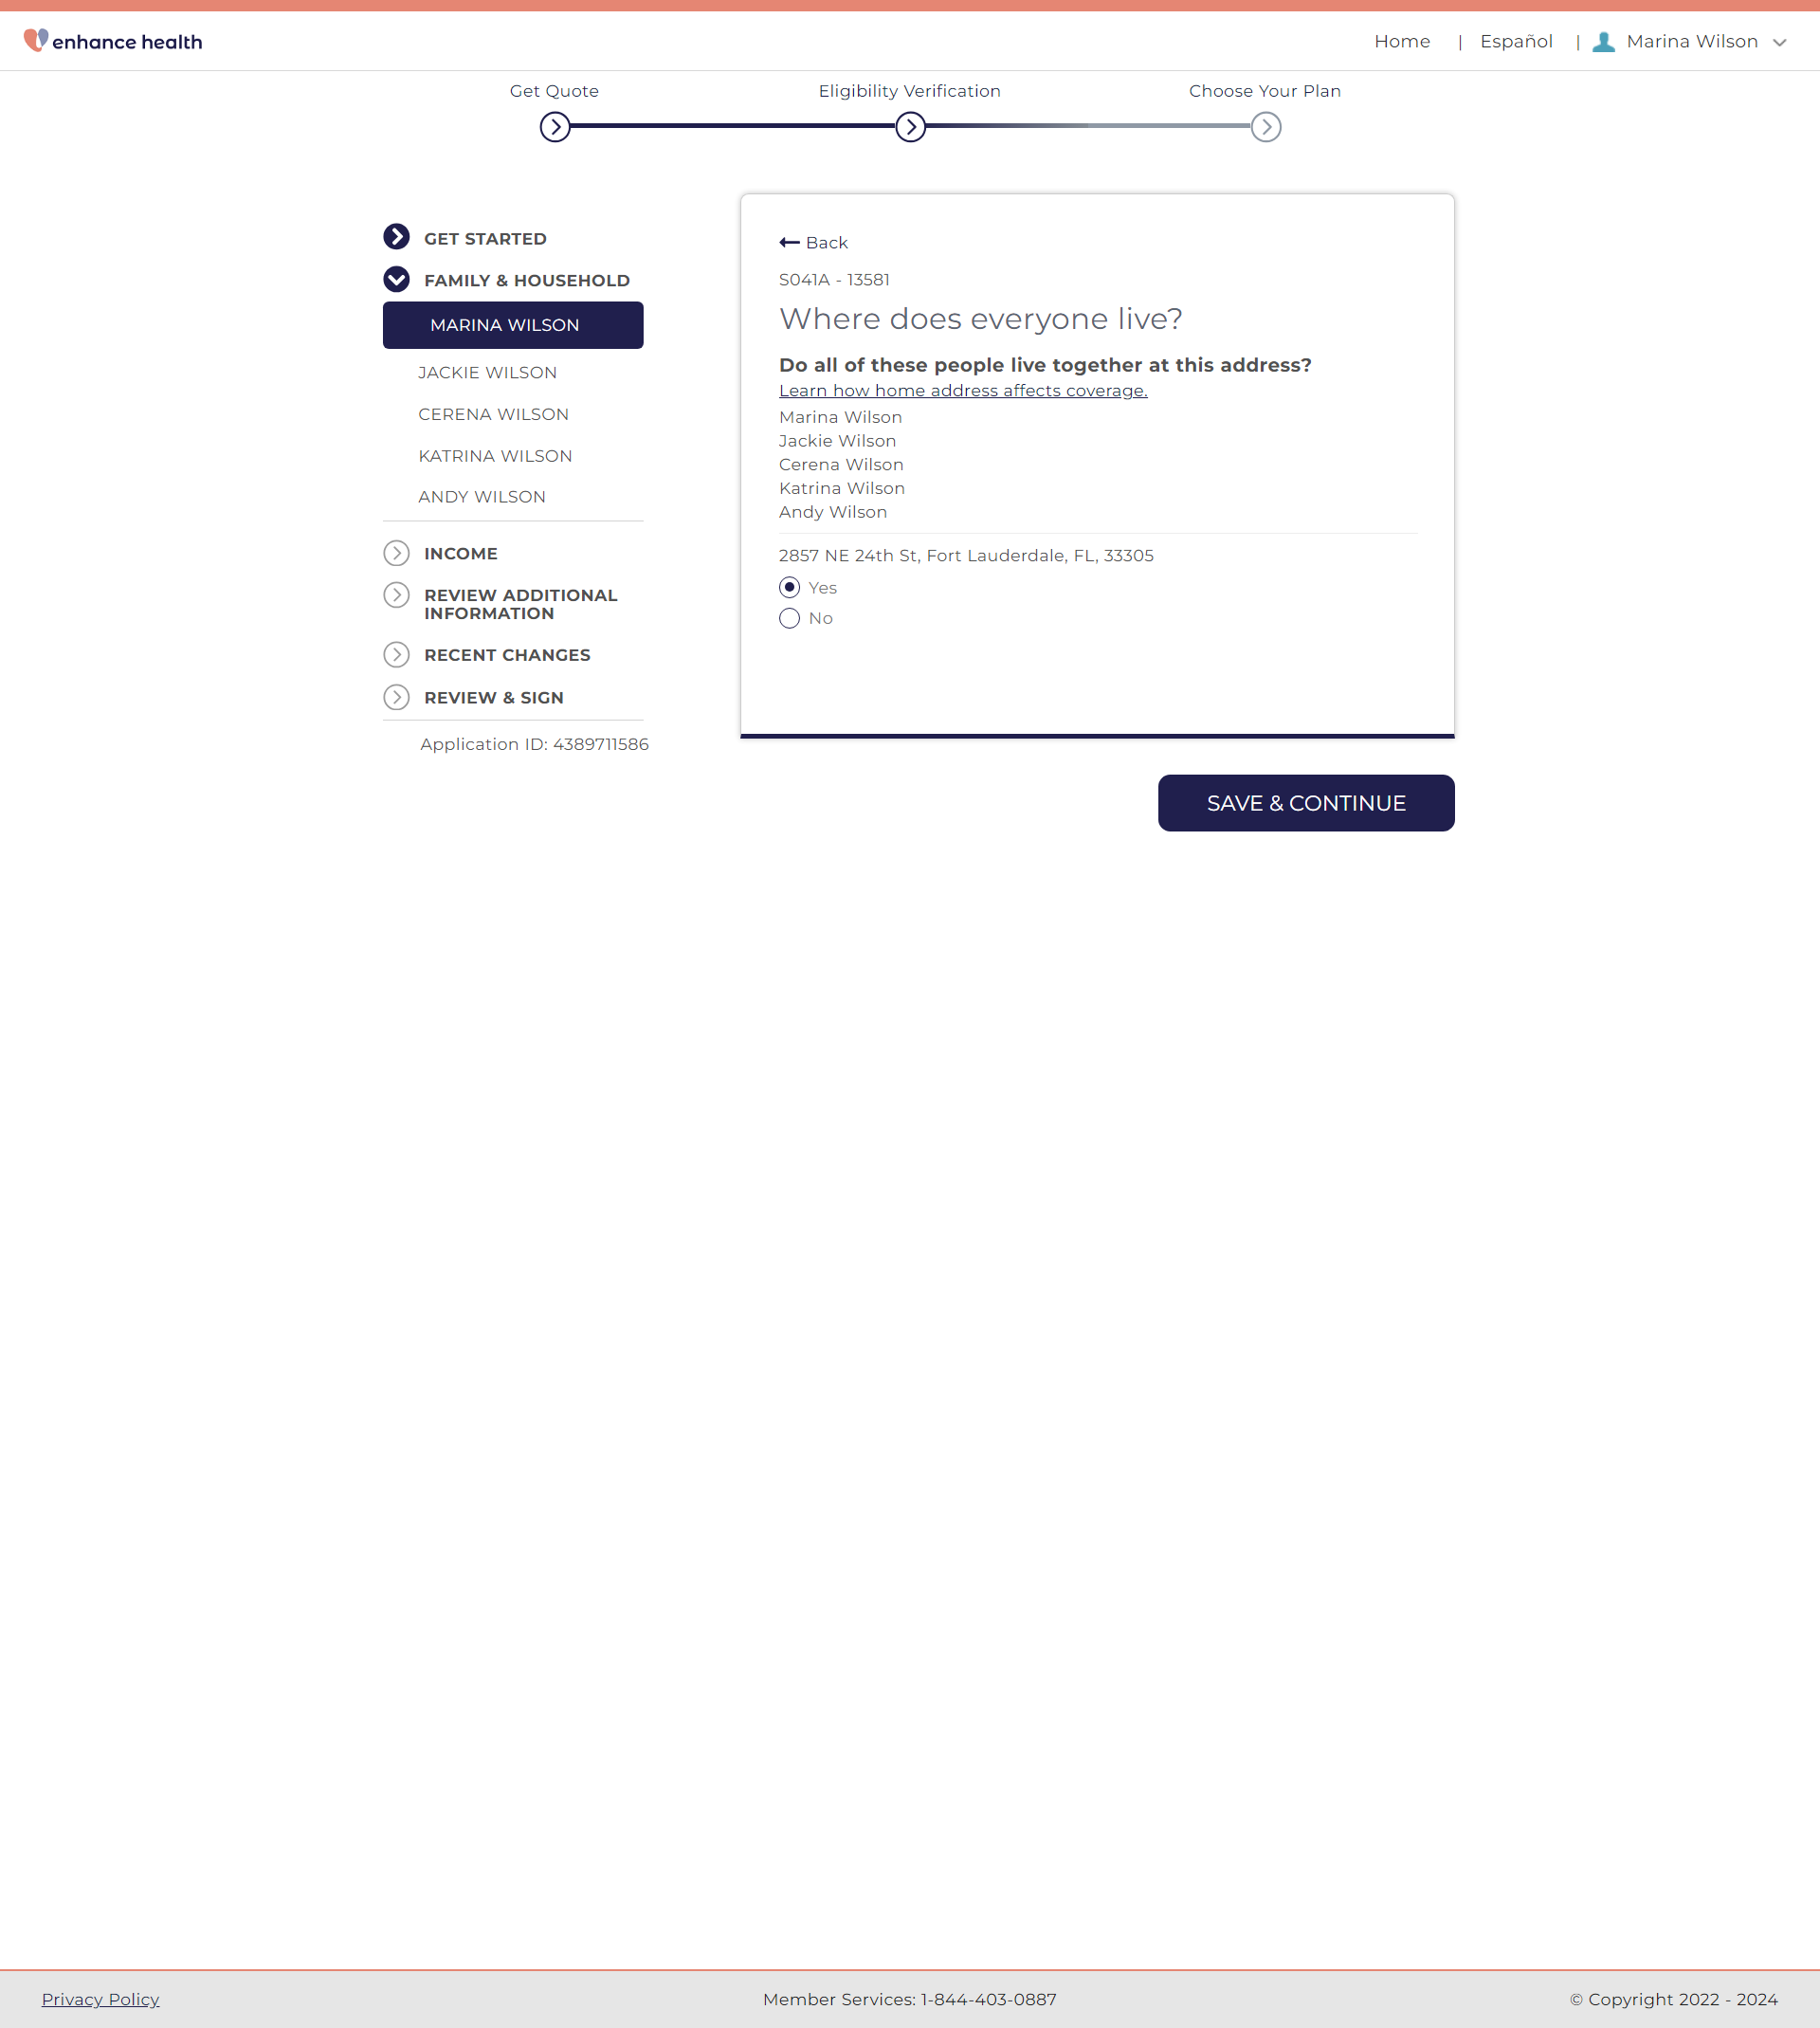 enhance health
Home | Español | Marina Wilson
Get Quote
Eligibility Verification
Choose Your Plan
GET STARTED
FAMILY & HOUSEHOLD
MARINA WILSON
JACKIE WILSON
CERENA WILSON
KATRINA WILSON
ANDY WILSON
INCOME
REVIEW ADDITIONAL
INFORMATION
RECENT CHANGES
REVIEW & SIGN
Application ID: 4389711586
Back
S041A - 13581
Where does everyone live?
Do all of these people live together at this address?
Learn how home address affects coverage.
Marina Wilson
Jackie Wilson
Cerena Wilson
Katrina Wilson
Andy Wilson
2857 NE 24th St, Fort Lauderdale, FL, 33305
Yes
No
SAVE & CONTINUE
Privacy Policy
Member Services: 1-844-403-0887
© Copyright 2022 - 2024